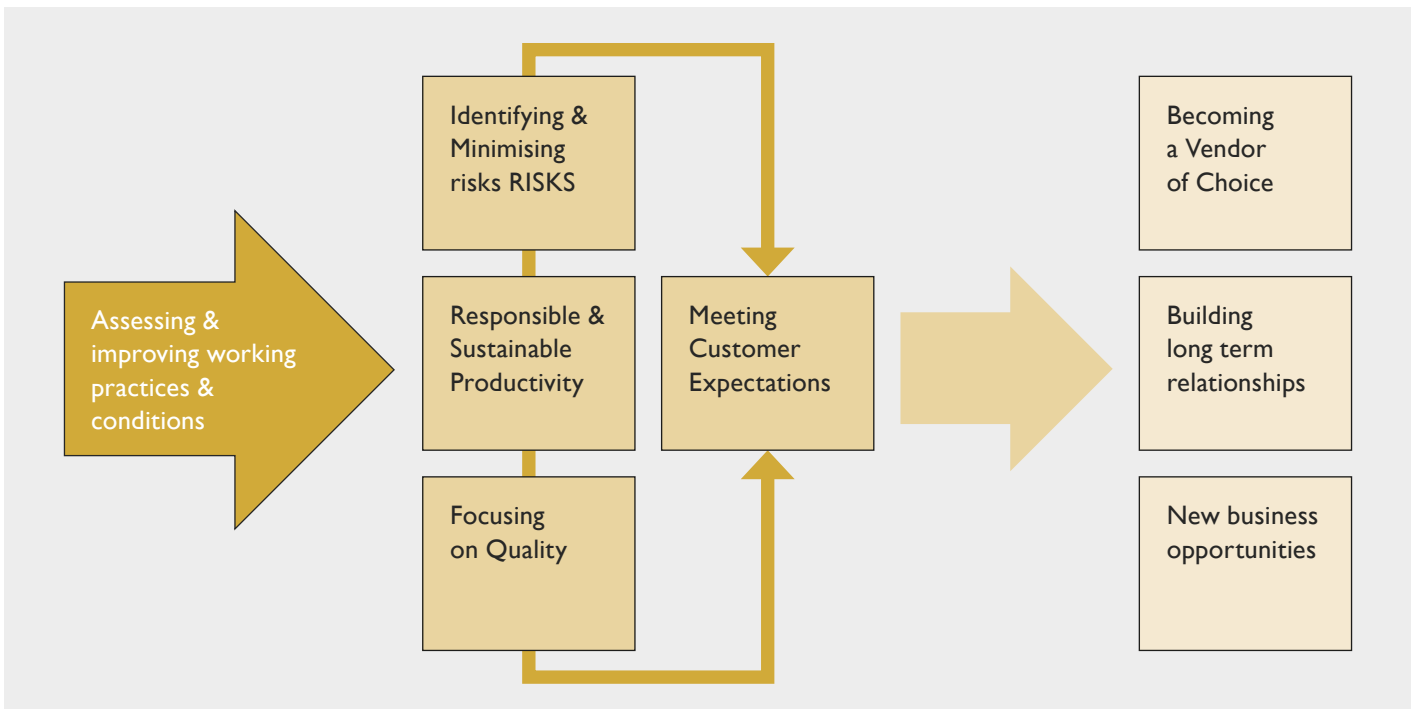 Assessing &
improving working
practices &
conditions
Identifying &
Minimising
risks RISKS
Responsible &
Sustainable
Productivity
Focusing
on Quality
Meeting
Customer
Expectations
Becoming
a Vendor
of Choice
Building
long term
relationships
New business
opportunities